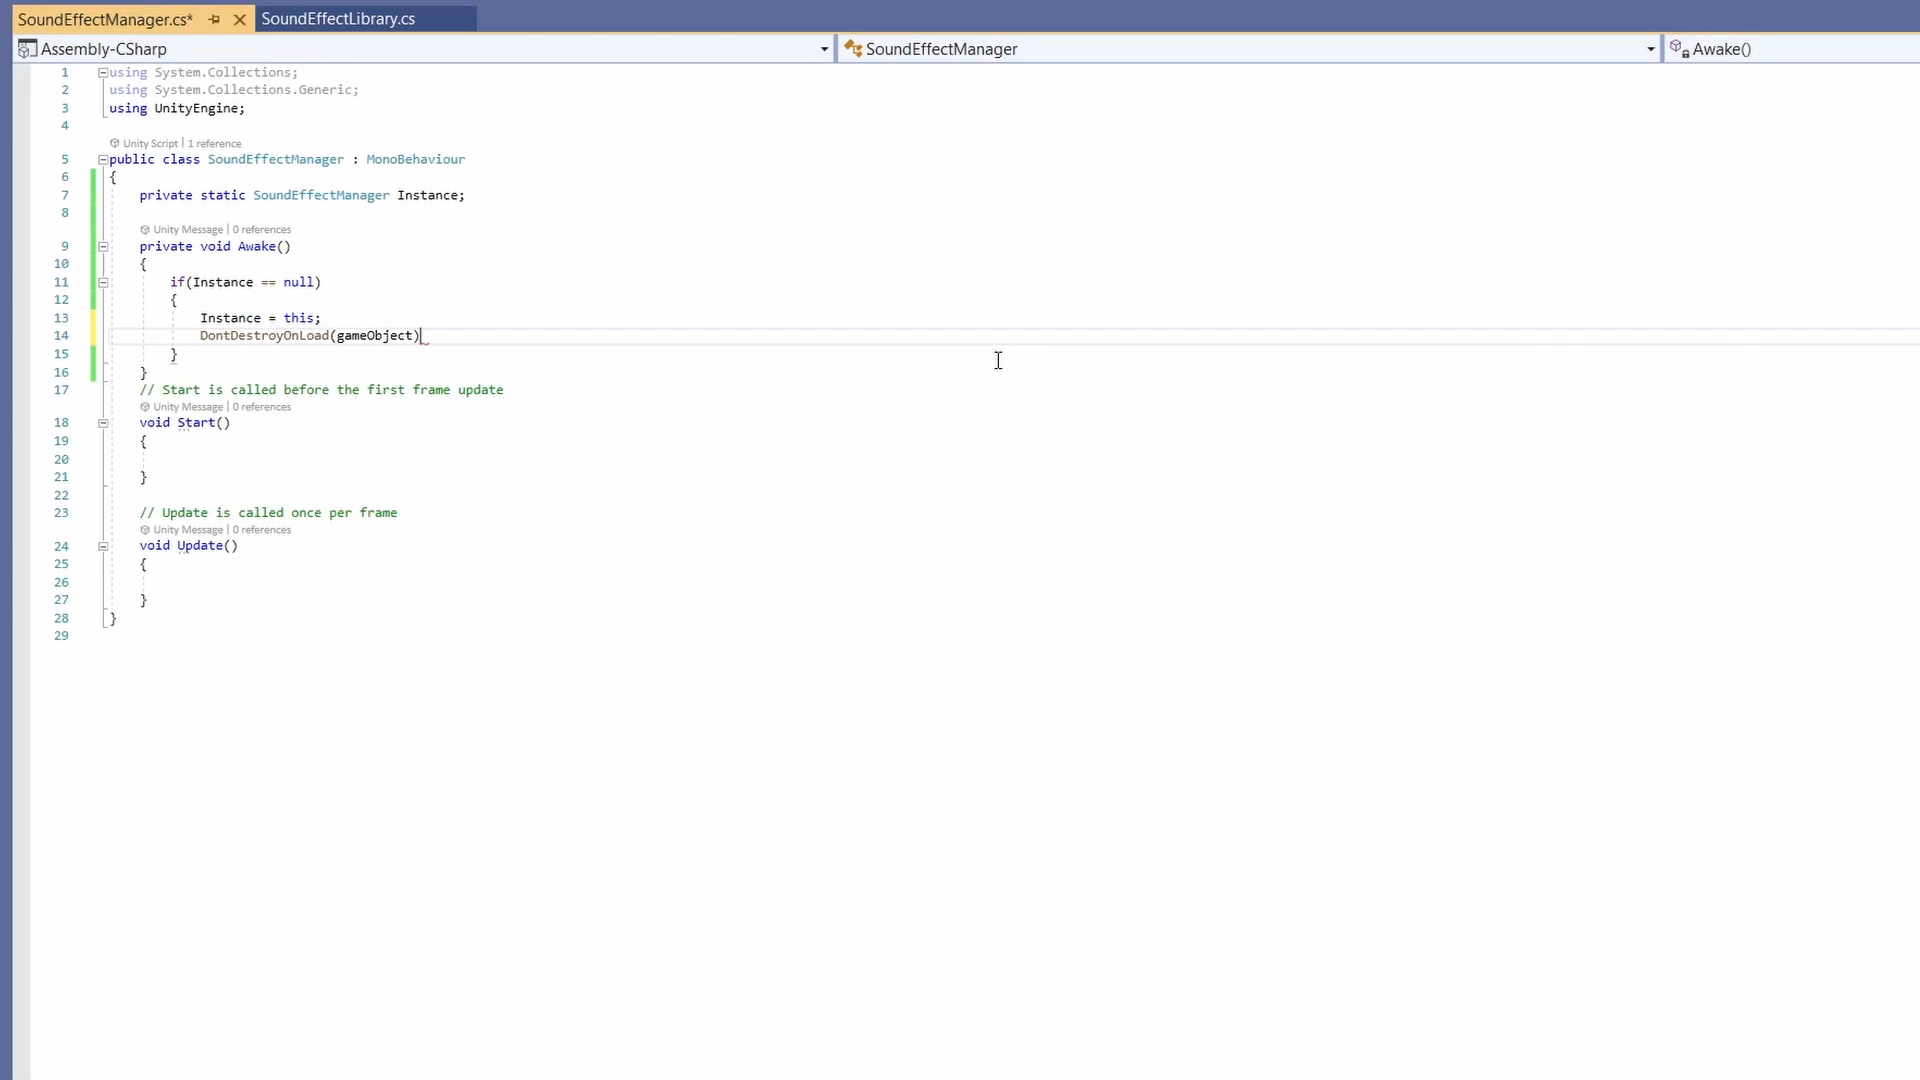 SoundEffectManager.cs*
SoundEffectLibrary.cs
Assembly-CSharp
SoundEffectManager
Awake()
1 using System.Collections;
2 using System.Collections.Generic;
3 using UnityEngine;
4
Unity Script | 1 reference
5 public class SoundEffectManager : MonoBehaviour
6 {
7 private static SoundEffectManager Instance;
8
Unity Message | 0 references
9 private void Awake()
10 {
11 if(Instance == null)
12 {
13 Instance = this;
14 DontDestroyOnLoad(gameObject)
15 }
16 }
17 // Start is called before the first frame update
Unity Message | 0 references
18 void Start()
19 {
20
21 }
22
23 // Update is called once per frame
Unity Message | 0 references
24 void Update()
25 {
26
27 }
28 }
29